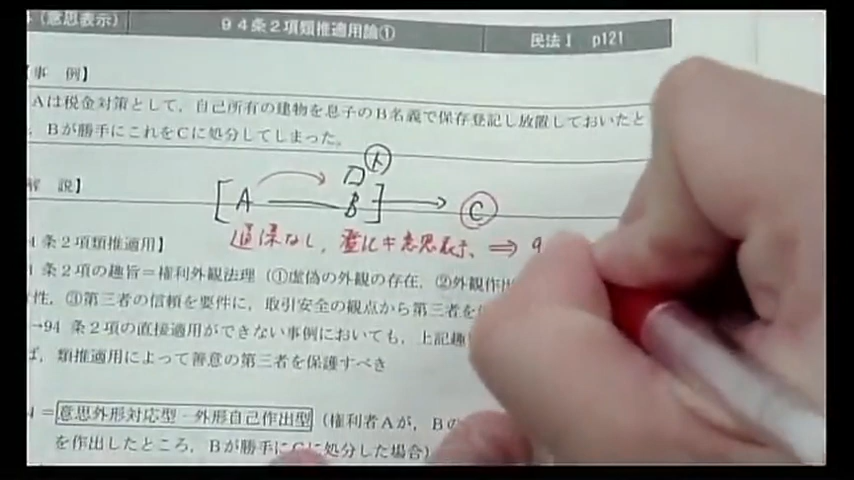 （意思表示） ９４条２項類推適用論① 民法Ⅰ p121
【事 例】
Ａは税金対策として，自己所有の建物を息子のＢ名義で保存登記し放置しておいたと
，Ｂが勝手にこれをＣに処分してしまった。
解 説】
A B C
通謀なし、登記≠意思表示、⇒ 9
条２項類推適用】
条２項の趣旨＝権利外観法理（①虚偽の外観の存在，②外観作出
性，③第三者の信頼を要件に，取引安全の観点から第三者を
→94 条２項の直接適用ができない事例においても，上記趣
ば，類推適用によって善意の第三者を保護すべき
＝意思外形対応型‐外形自己作出型（権利者Ａが，Ｂの
を作出したところ，Ｂが勝手にＣに処分した場合）